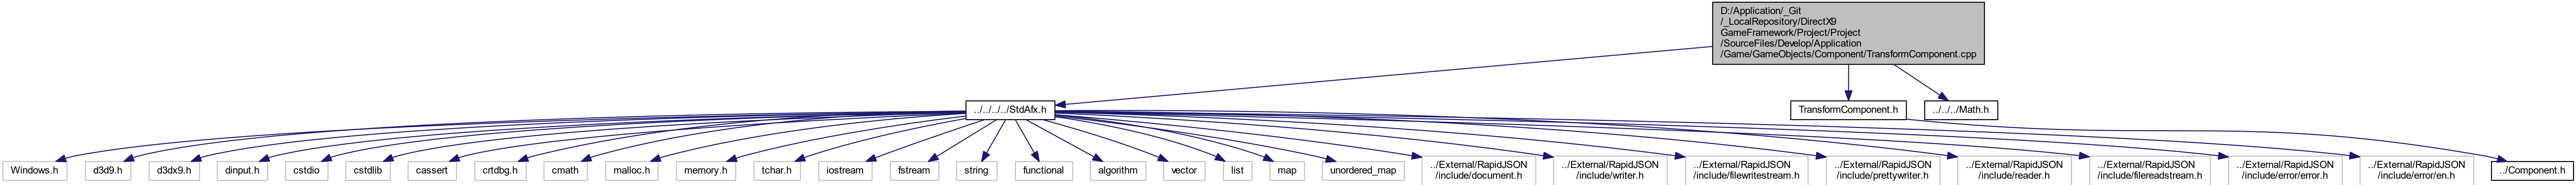 D:/Application/_Git
/_LocalRepository/DirectX9
GameFramework/Project/Project
/SourceFiles/Develop/Application
/Game/GameObjects/Component/TransformComponent.cpp
../../../../StdAfx.h
TransformComponent.h
../../../Math.h
Windows.h
d3d9.h
d3dx9.h
dinput.h
cstdio
cstdlib
cassert
crtdbg.h
cmath
malloc.h
memory.h
tchar.h
iostream
fstream
string
functional
algorithm
vector
list
map
unordered_map
../External/RapidJSON
/include/document.h
../External/RapidJSON
/include/writer.h
../External/RapidJSON
/include/filewritestream.h
../External/RapidJSON
/include/prettywriter.h
../External/RapidJSON
/include/reader.h
../External/RapidJSON
/include/filereadstream.h
../External/RapidJSON
/include/error/error.h
../External/RapidJSON
/include/error/en.h
../Component.h